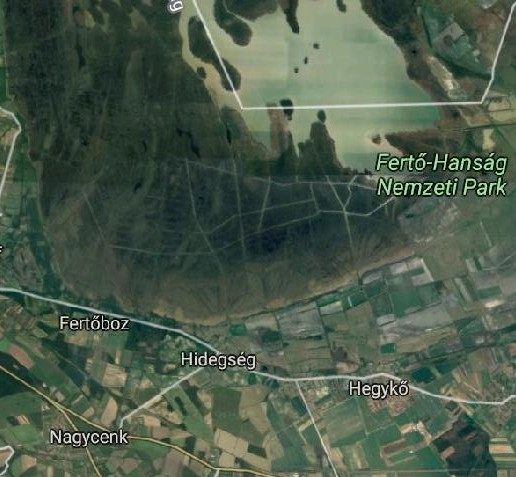 Fertő-Hanság
Nemzeti Park
Fertőboz
Hidegség
Hegykő
Nagycenk